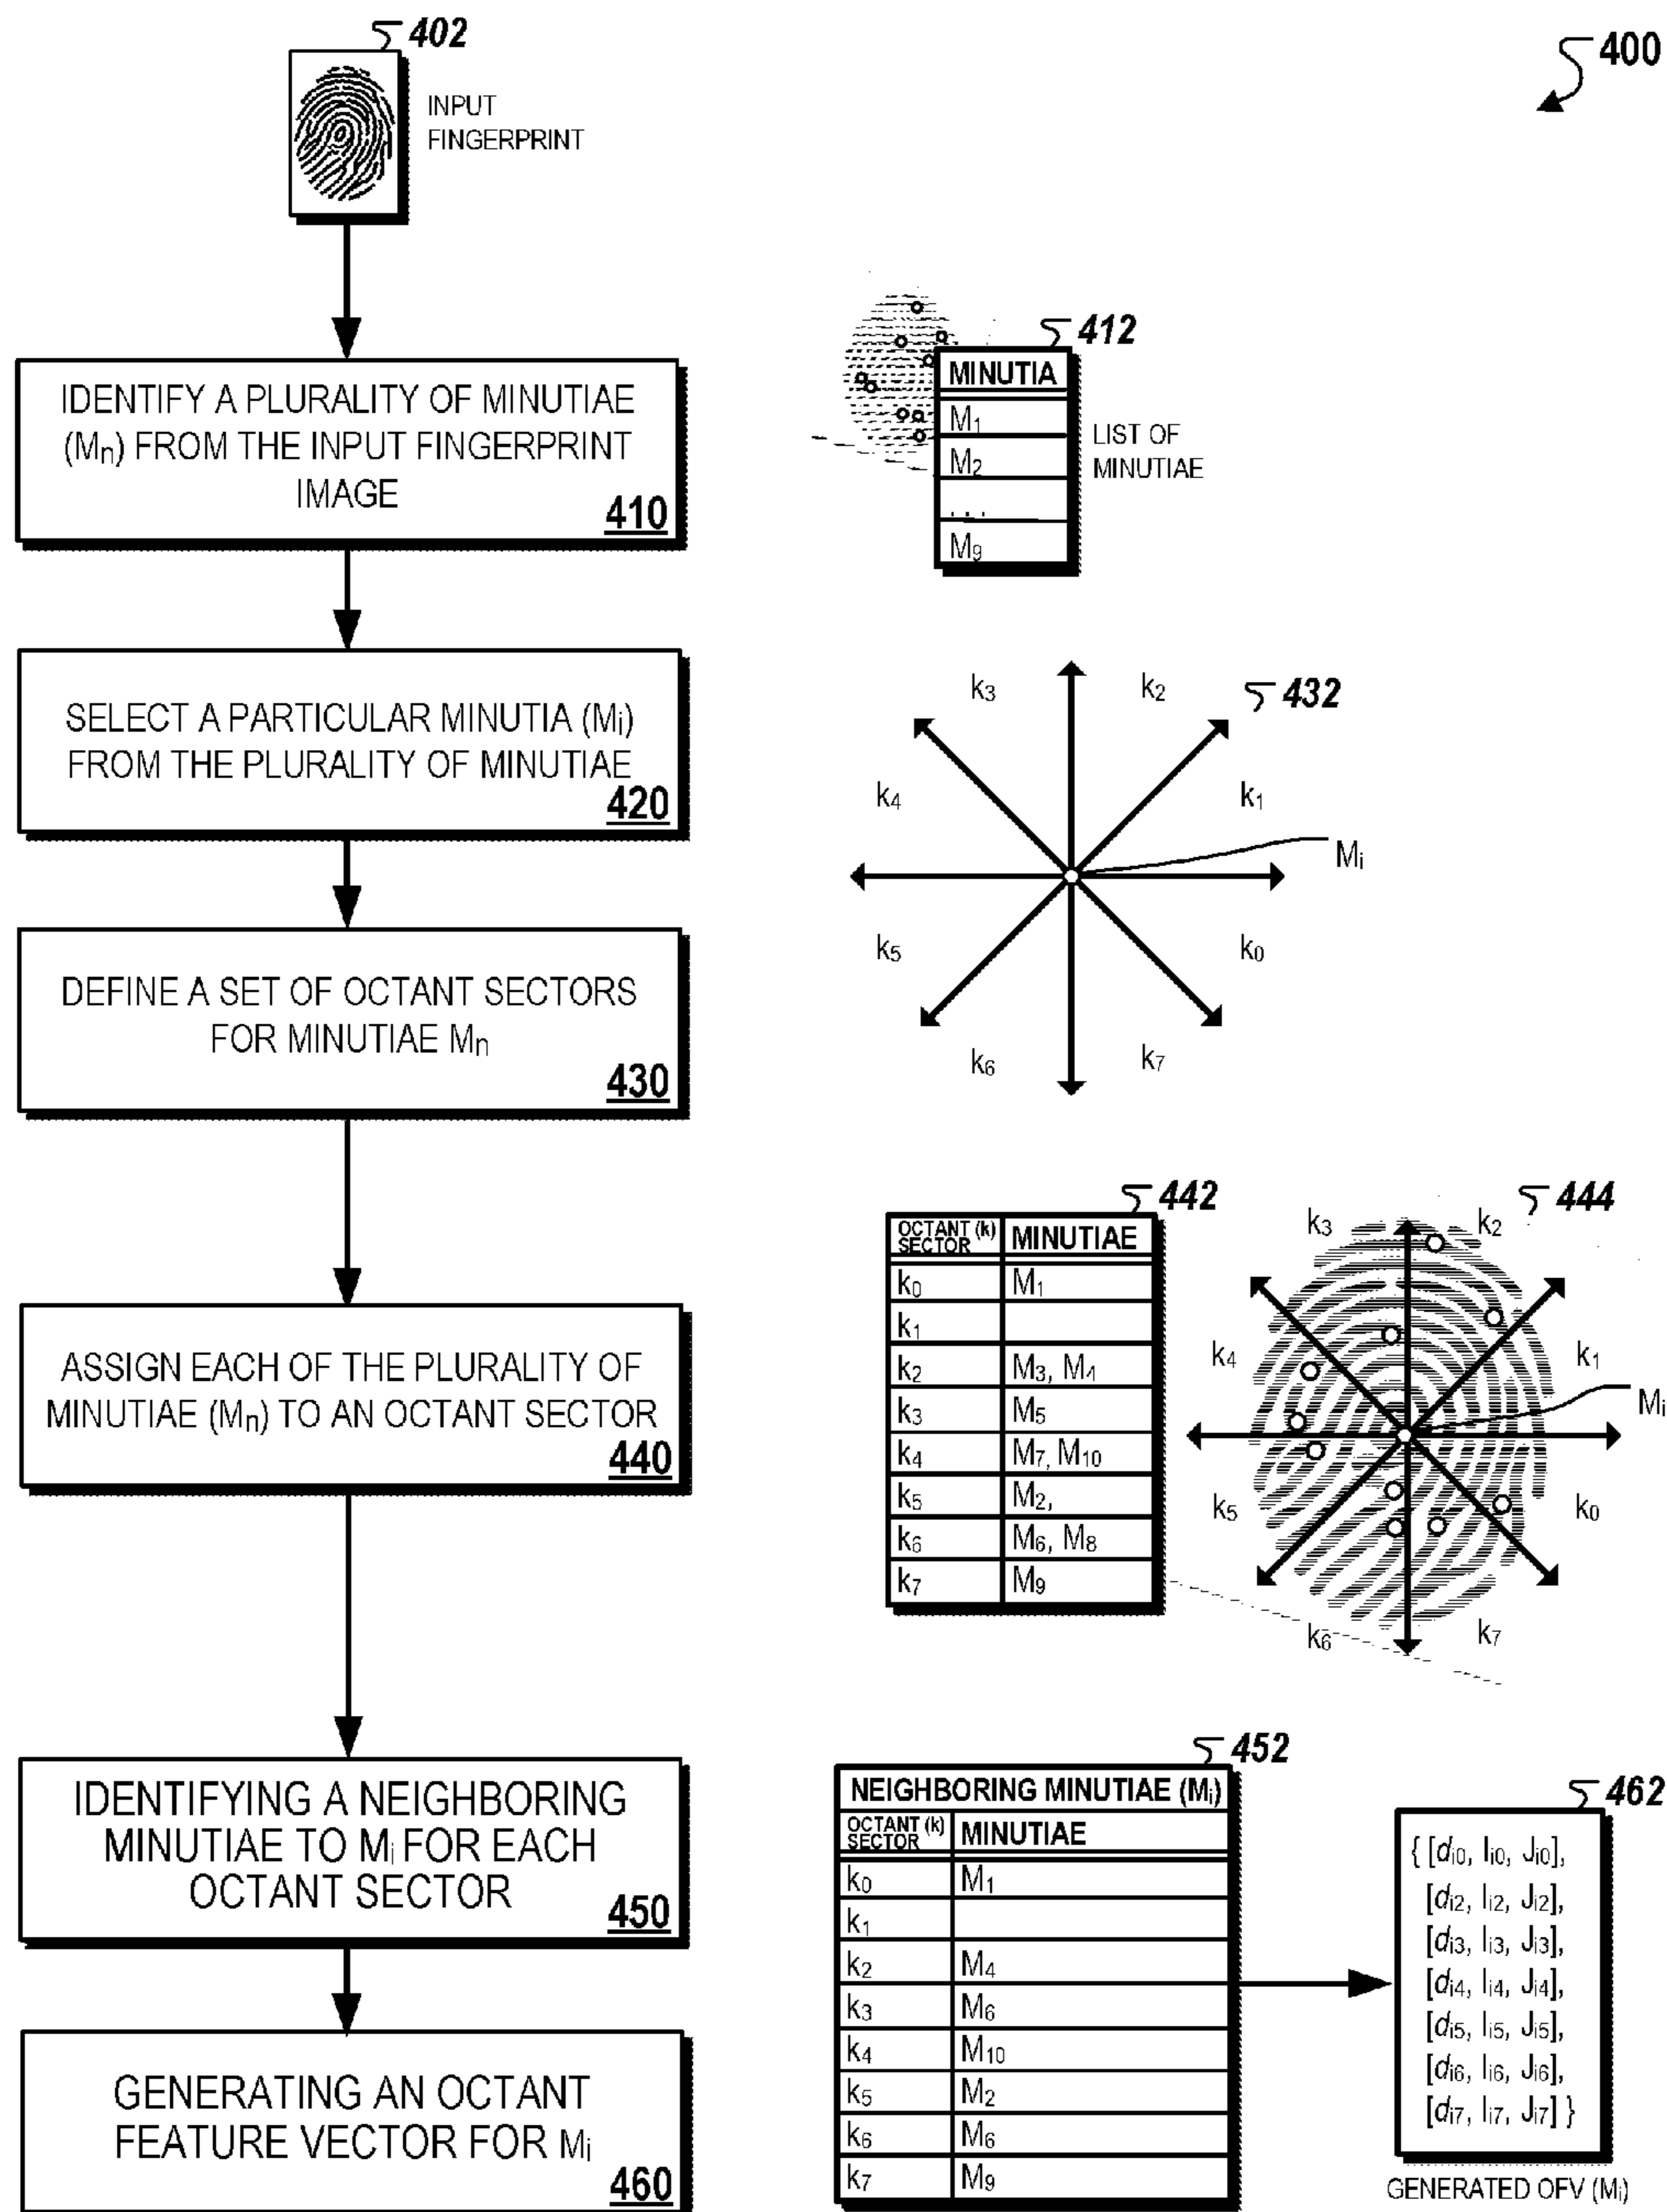 402
400
INPUT
FINGERPRINT
IDENTIFY A PLURALITY OF MINUTIAE
(Mn) FROM THE INPUT FINGERPRINT
IMAGE
410
412
MINUTIA
M1
M2
...
M9
LIST OF
MINUTIAE
SELECT A PARTICULAR MINUTIA (Mi)
FROM THE PLURALITY OF MINUTIAE
420
432
k3
k2
k4
k1
Mi
k5
k0
k6
k7
DEFINE A SET OF OCTANT SECTORS
FOR MINUTIAE Mn
430
ASSIGN EACH OF THE PLURALITY OF
MINUTIAE (Mn) TO AN OCTANT SECTOR
440
442
OCTANT (k) SECTOR MINUTIAE
k0 M1
k1
k2 M3, M4
k3 M5
k4 M7, M10
k5 M2,
k6 M6, M8
k7 M9
444
k3
k2
k4
k1
Mi
k5
k0
k6
k7
IDENTIFYING A NEIGHBORING
MINUTIAE TO Mi FOR EACH
OCTANT SECTOR
450
452
NEIGHBORING MINUTIAE (Mi)
OCTANT (k) SECTOR MINUTIAE
k0 M1
k1
k2 M4
k3 M6
k4 M10
k5 M2
k6 M6
k7 M9
462
{ [di0, Ii0, Ji0],
[di2, Ii2, Ji2],
[di3, Ii3, Ji3],
[di4, Ii4, Ji4],
[di5, Ii5, Ji5],
[di6, Ii6, Ji6],
[di7, Ii7, Ji7] }
GENERATED OFV (Mi)
GENERATING AN OCTANT
FEATURE VECTOR FOR Mi
460